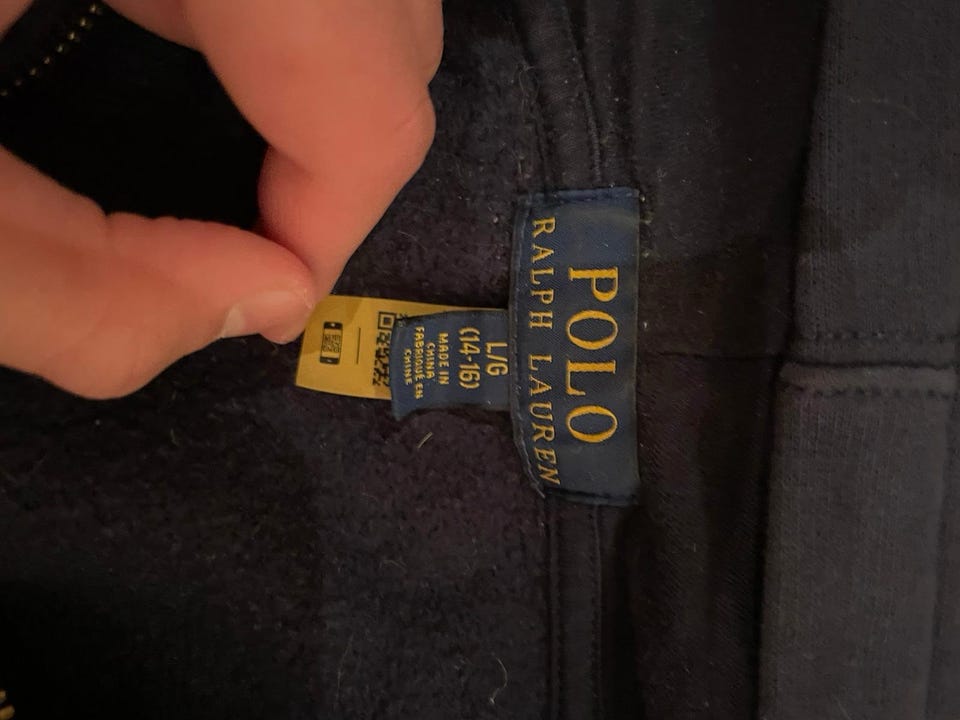 POLO
RALPH LAUREN
L/G
(14-16)
MADE IN
CHINA
FABRIQUÉ EN
CHINE